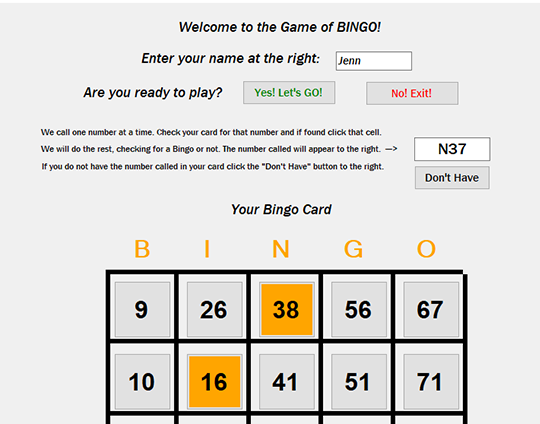 Welcome to the Game of BINGO!
Enter your name at the right: Jenn
Are you ready to play? Yes! Let's GO! No! Exit!
We call one number at a time. Check your card for that number and if found click that cell.
We will do the rest, checking for a Bingo or not. The number called will appear to the right. --> N37
If you do not have the number called in your card click the "Don't Have" button to the right. Don't Have
Your Bingo Card
B I N G O
9 26 38 56 67
10 16 41 51 71